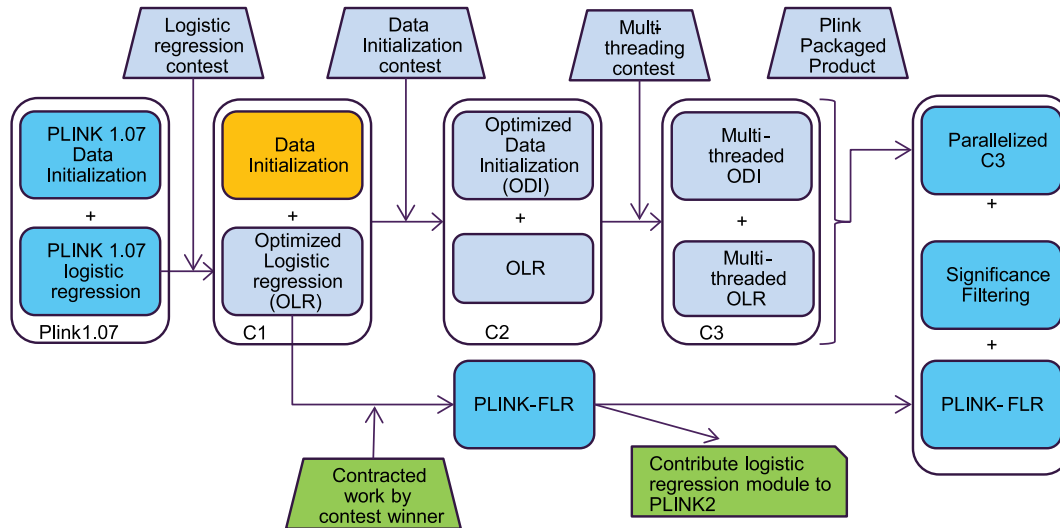 Logistic
regression
contest
Data
Initialization
contest
Multi-
threading
contest
Plink
Packaged
Product
PLINK 1.07
Data
Initialization
+
PLINK 1.07
logistic
regression
Plink1.07
Data
Initialization
+
Optimized
Logistic
regression
(OLR)
C1
Optimized
Data
Initialization
(ODI)
+
OLR
C2
Multi-
threaded
ODI
+
Multi-
threaded
OLR
C3
Parallelized
C3
+
Significance
Filtering
+
PLINK-FLR
PLINK-FLR
Contracted
work by
contest winner
Contribute logistic
regression module to
PLINK2